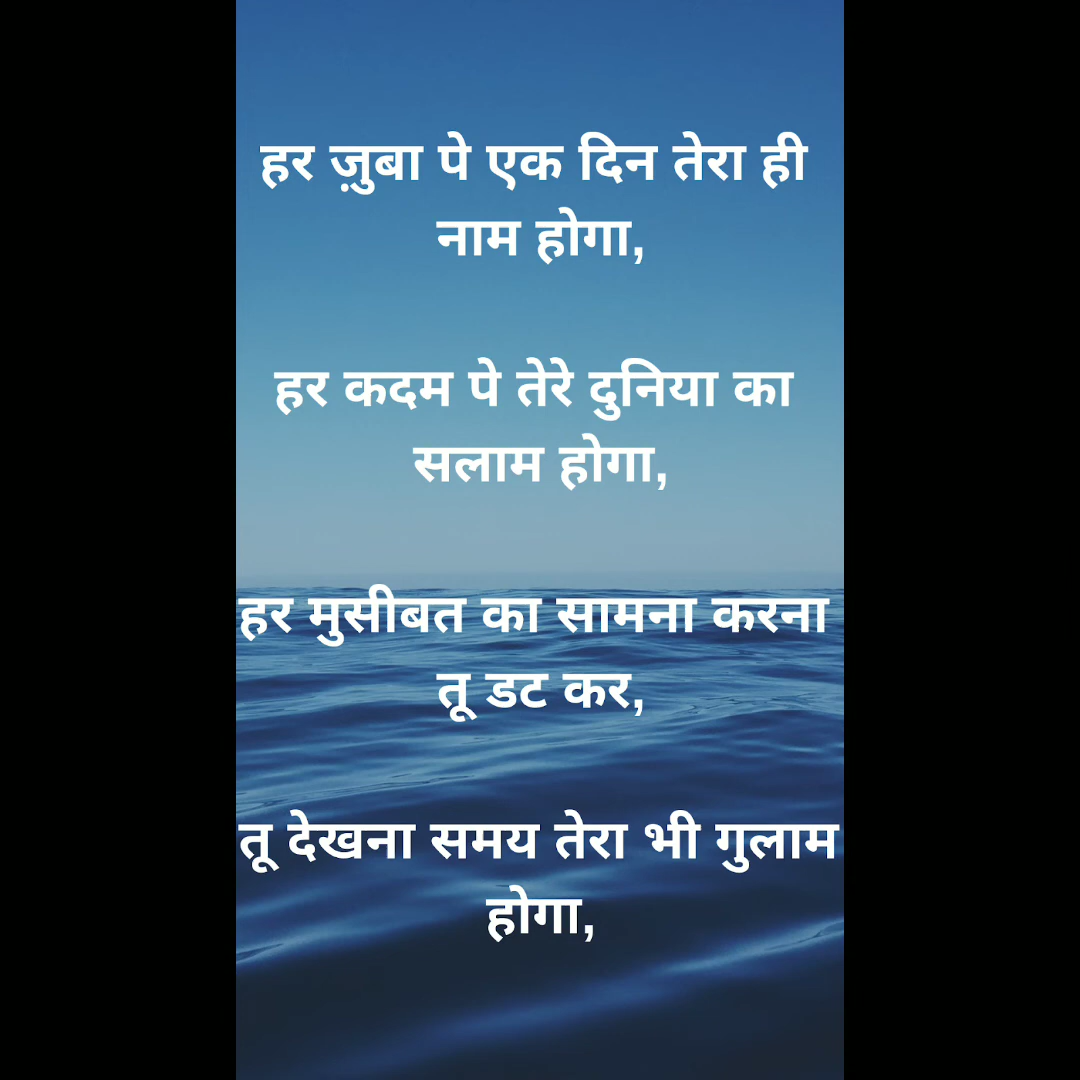 हर ज़ुबा पे एक दिन तेरा ही
नाम होगा,
हर कदम पे तेरे दुनिया का
सलाम होगा,
हर मुसीबत का सामना करना
तू डट कर,
तू देखना समय तेरा भी गुलाम
होगा,